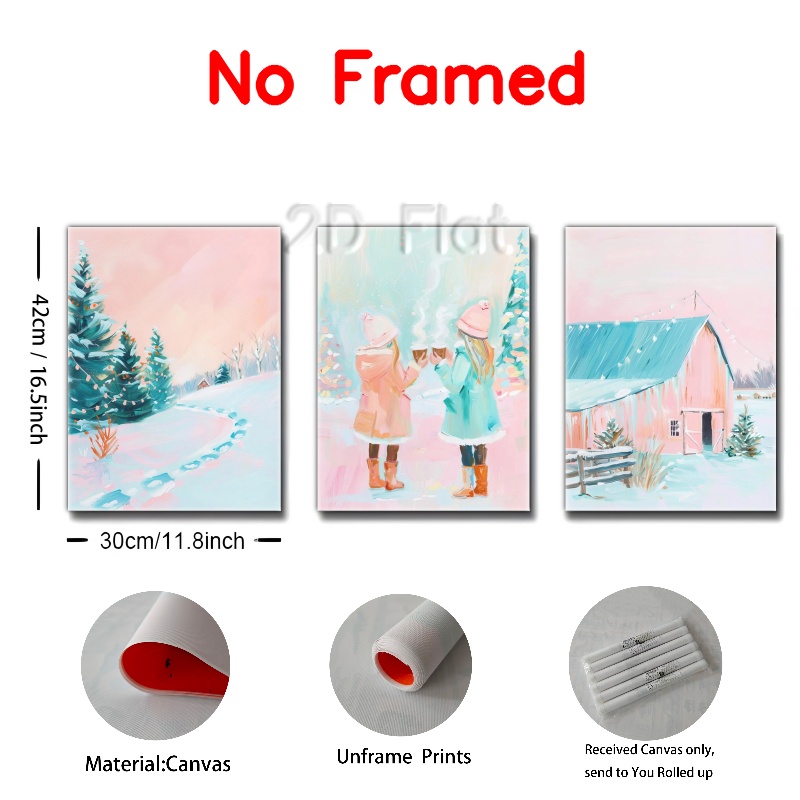 No Framed
2D Flat.
42cm / 16.5inch
30cm/11.8inch
Material:Canvas
Unframe Prints
Received Canvas only,
send to You Rolled up